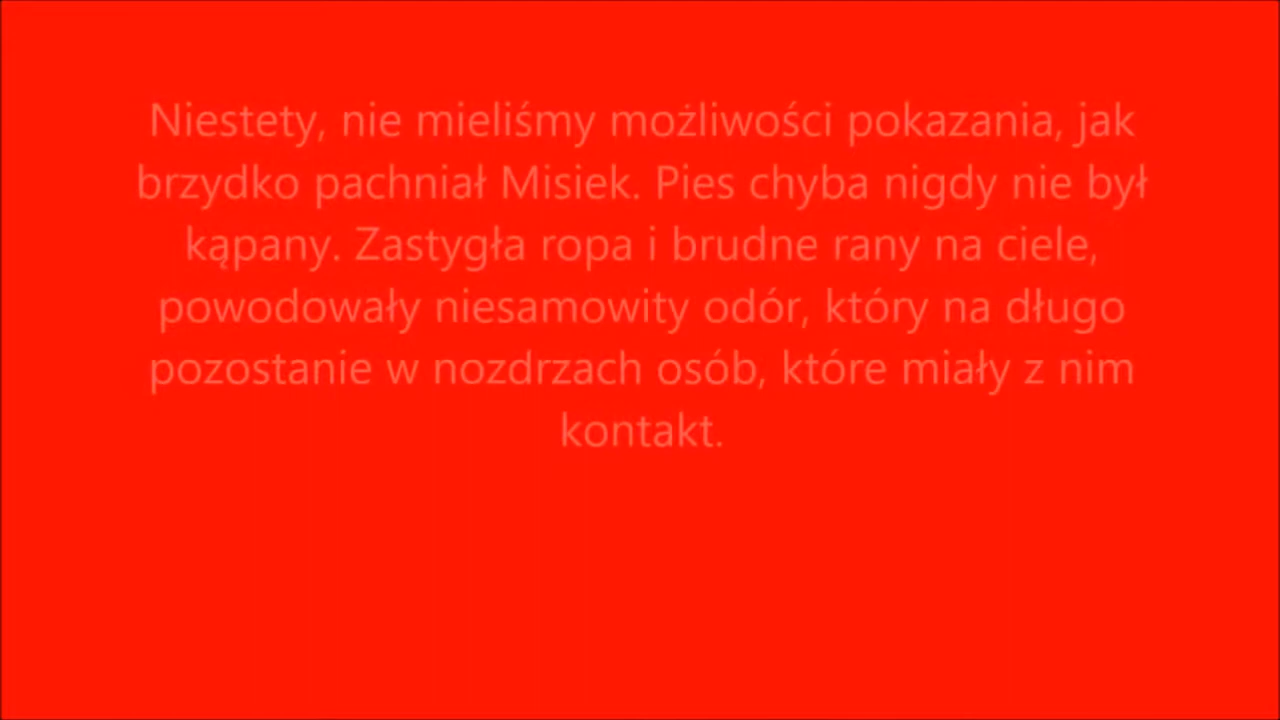 Niestety, nie mieliśmy możliwości pokazania, jak
brzydko pachniał Misiek. Pies chyba nigdy nie był
kąpany. Zastygła ropa i brudne rany na ciele,
powodowały niesamowity odór, który na długo
pozostanie w nozdrzach osób, które miały z nim
kontakt.